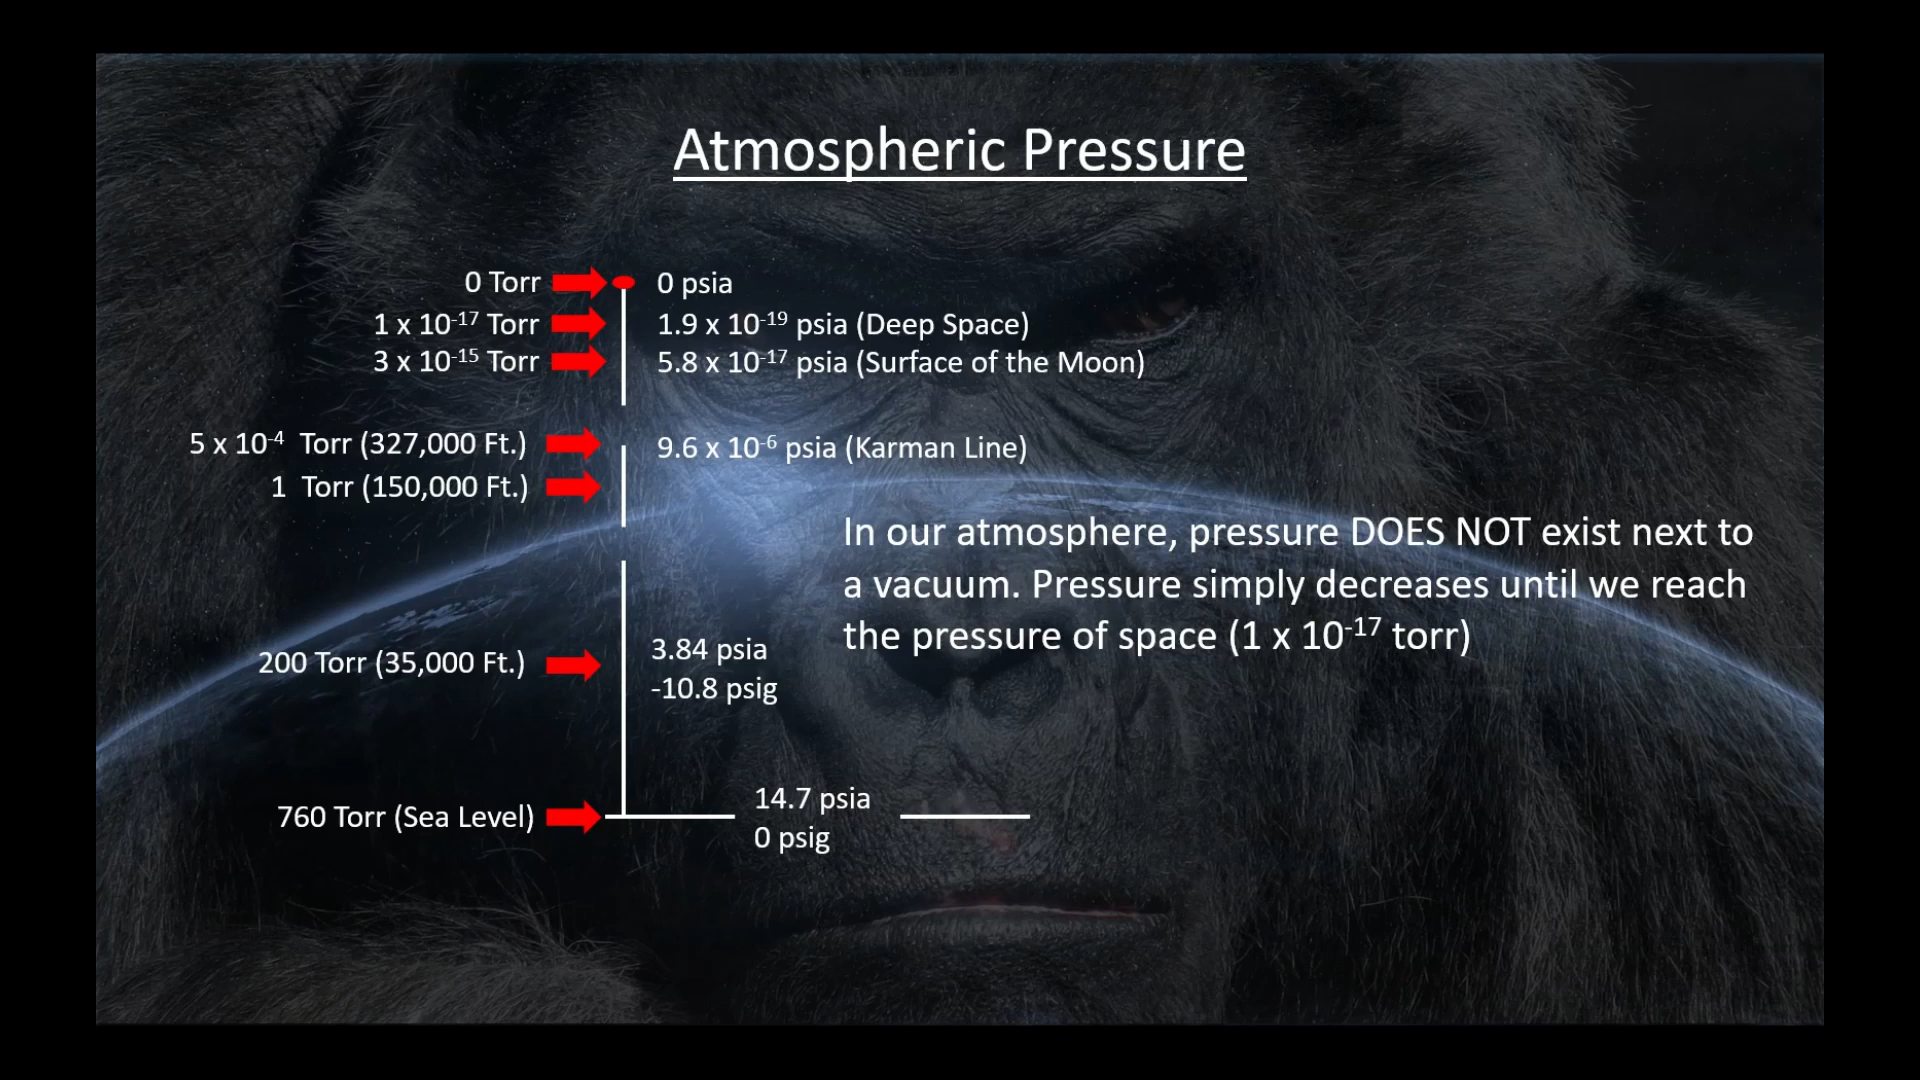 Atmospheric Pressure
0 Torr 0 psia
1 x 10⁻¹⁷ Torr 1.9 x 10⁻¹⁹ psia (Deep Space)
3 x 10⁻¹⁵ Torr 5.8 x 10⁻¹⁷ psia (Surface of the Moon)
5 x 10⁻⁴ Torr (327,000 Ft.) 9.6 x 10⁻⁶ psia (Karman Line)
1 Torr (150,000 Ft.)
In our atmosphere, pressure DOES NOT exist next to
a vacuum. Pressure simply decreases until we reach
the pressure of space (1 x 10⁻¹⁷ torr)
200 Torr (35,000 Ft.)
3.84 psia
-10.8 psig
760 Torr (Sea Level)
14.7 psia
0 psig